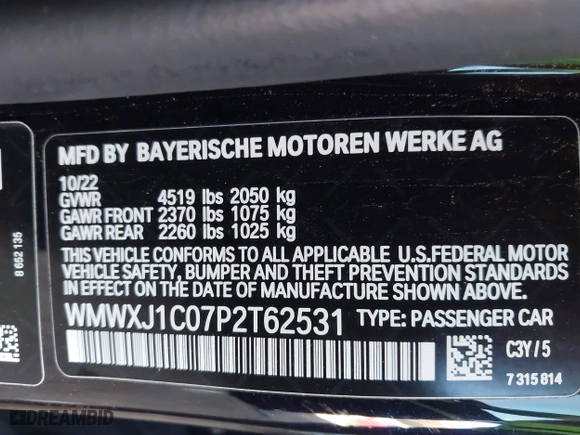 MFD BY BAYERISCHE MOTOREN WERKE AG
10/22
GVWR 4519 lbs 2050 kg
GAWR FRONT 2370 lbs 1075 kg
GAWR REAR 2260 lbs 1025 kg
THIS VEHICLE CONFORMS TO ALL APPLICABLE U.S.FEDERAL MOTOR
VEHICLE SAFETY, BUMPER AND THEFT PREVENTION STANDARDS
IN EFFECT ON THE DATE OF MANUFACTURE SHOWN ABOVE.
WMWXJ1C07P2T62531 TYPE: PASSENGER CAR
C3Y/5
7 315 814
8 652 135
DREAMBID